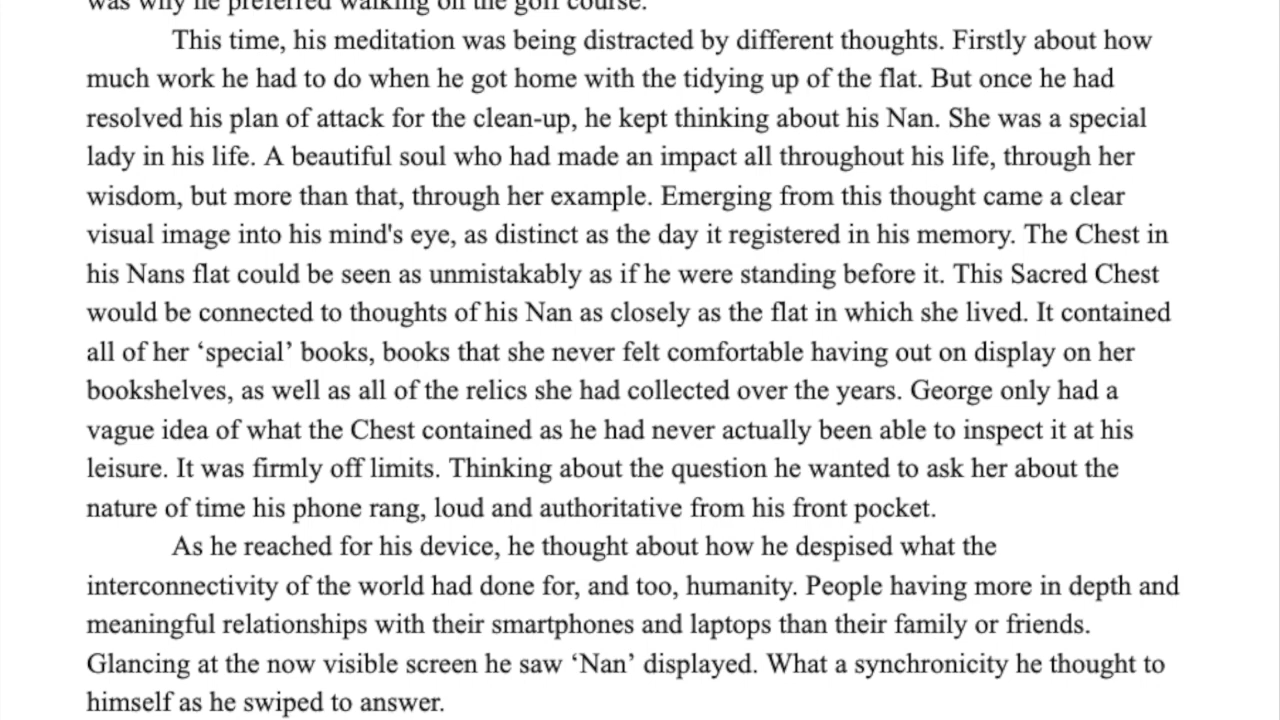 was why he preferred walking on the golf course.
This time, his meditation was being distracted by different thoughts. Firstly about how
much work he had to do when he got home with the tidying up of the flat. But once he had
resolved his plan of attack for the clean-up, he kept thinking about his Nan. She was a special
lady in his life. A beautiful soul who had made an impact all throughout his life, through her
wisdom, but more than that, through her example. Emerging from this thought came a clear
visual image into his mind's eye, as distinct as the day it registered in his memory. The Chest in
his Nans flat could be seen as unmistakably as if he were standing before it. This Sacred Chest
would be connected to thoughts of his Nan as closely as the flat in which she lived. It contained
all of her ‘special’ books, books that she never felt comfortable having out on display on her
bookshelves, as well as all of the relics she had collected over the years. George only had a
vague idea of what the Chest contained as he had never actually been able to inspect it at his
leisure. It was firmly off limits. Thinking about the question he wanted to ask her about the
nature of time his phone rang, loud and authoritative from his front pocket.
As he reached for his device, he thought about how he despised what the
interconnectivity of the world had done for, and too, humanity. People having more in depth and
meaningful relationships with their smartphones and laptops than their family or friends.
Glancing at the now visible screen he saw ‘Nan’ displayed. What a synchronicity he thought to
himself as he swiped to answer.